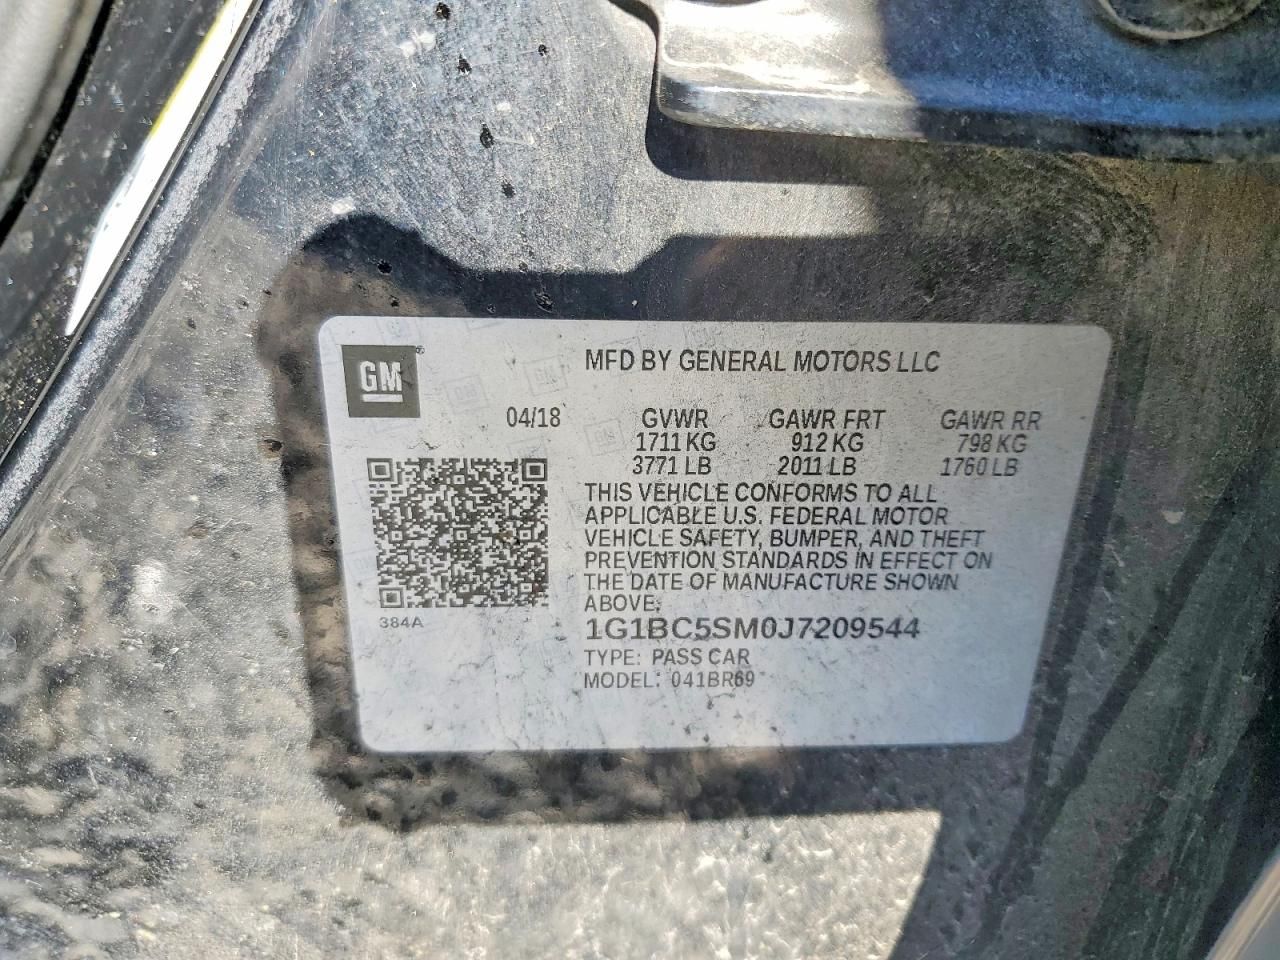 GM
MFD BY GENERAL MOTORS LLC
04/18 GVWR GAWR FRT GAWR RR
1711 KG 912 KG 798 KG
3771 LB 2011 LB 1760 LB
THIS VEHICLE CONFORMS TO ALL
APPLICABLE U.S. FEDERAL MOTOR
VEHICLE SAFETY, BUMPER, AND THEFT
PREVENTION STANDARDS IN EFFECT ON
THE DATE OF MANUFACTURE SHOWN
ABOVE.
384A
1G1BC5SM0J7209544
TYPE: PASS CAR
MODEL: 041BR69